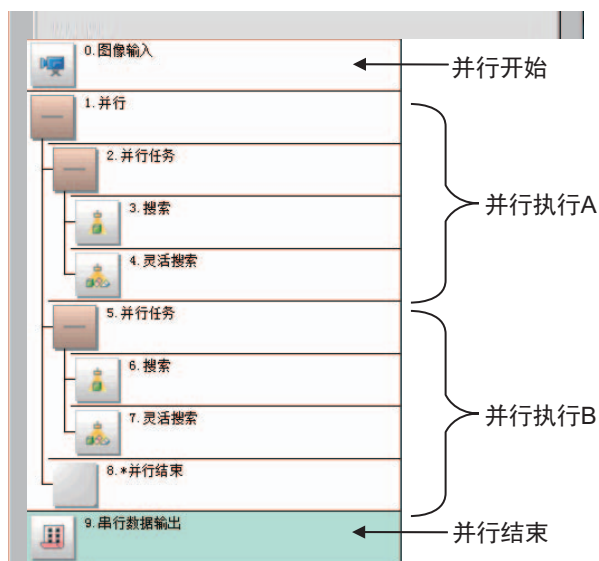 0.图像输入
并行开始
1.并行
2.并行任务
3.搜索
并行执行A
4.灵活搜索
5.并行任务
6.搜索
7.灵活搜索
并行执行B
8.*并行结束
9.串行数据输出
并行结束